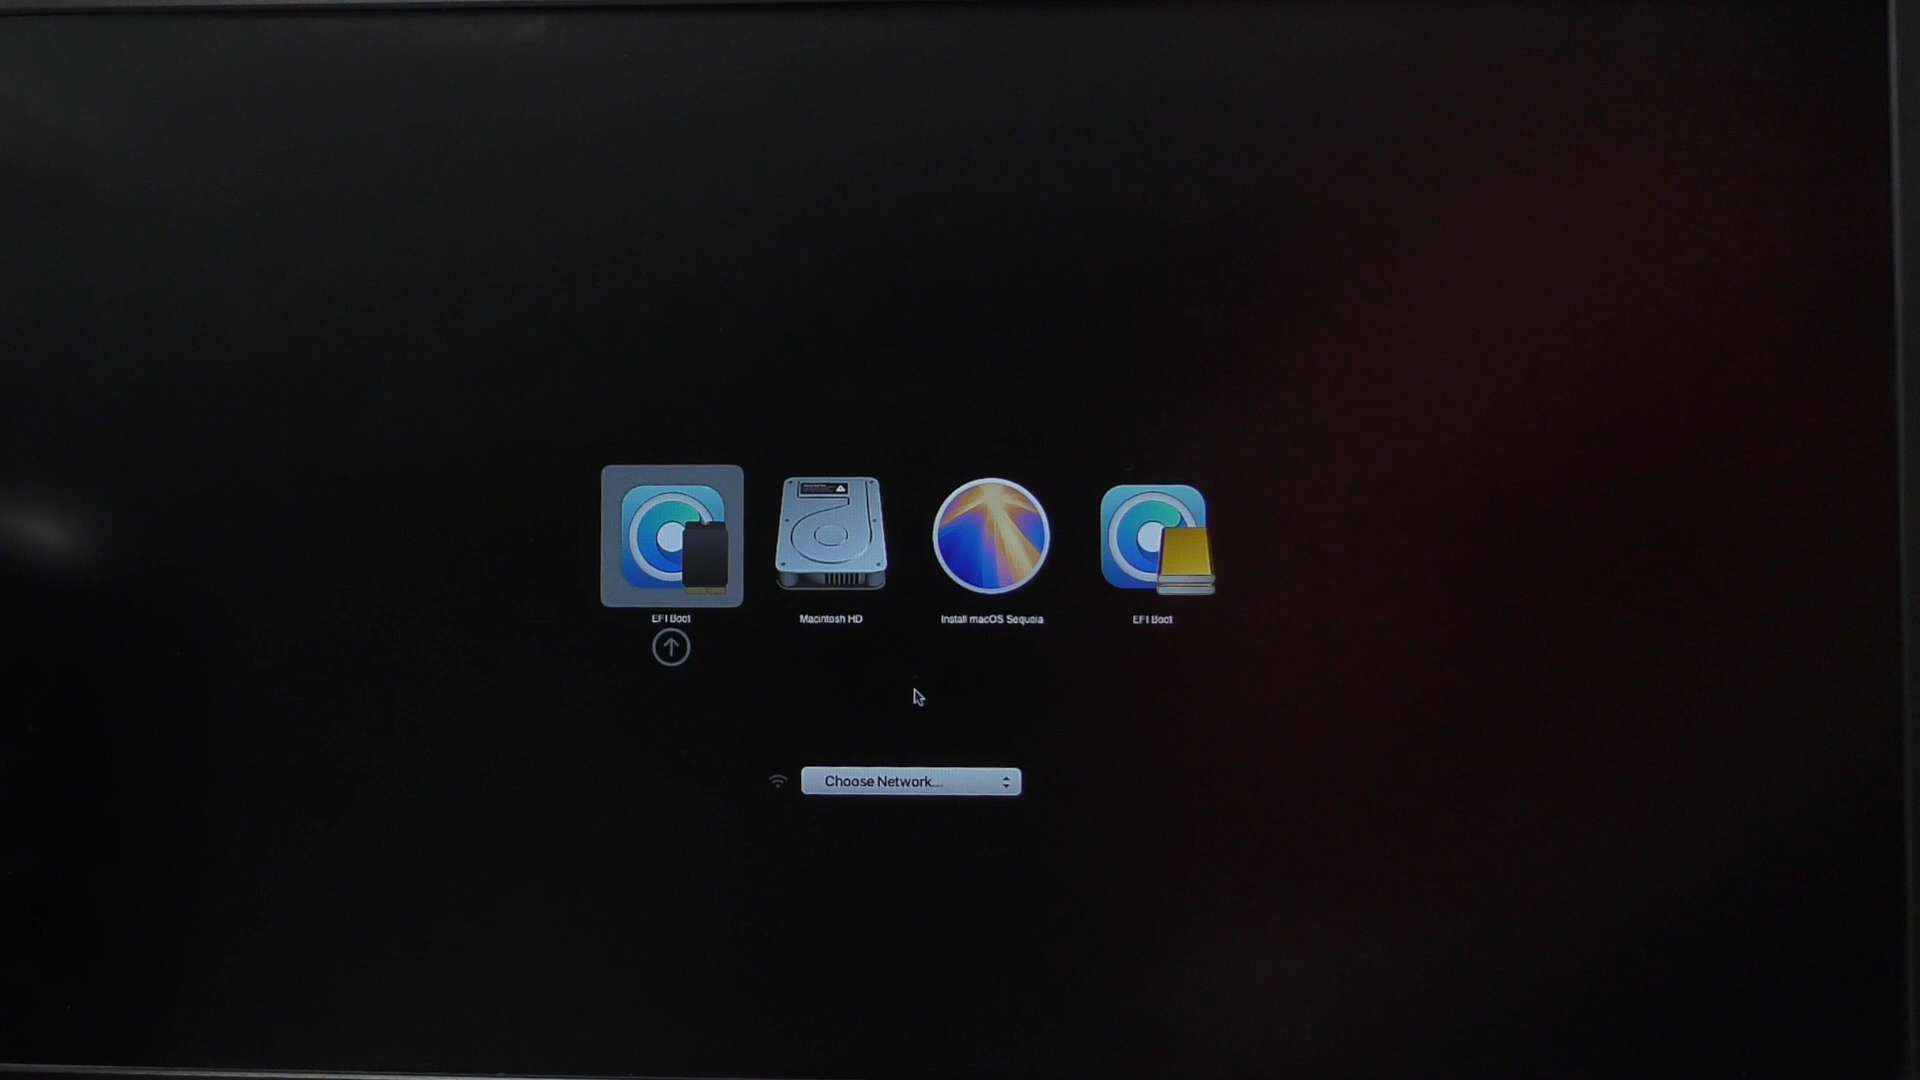 EFI Boot
Macintosh HD
Install macOS Sequoia
EFI Boot
Choose Network...